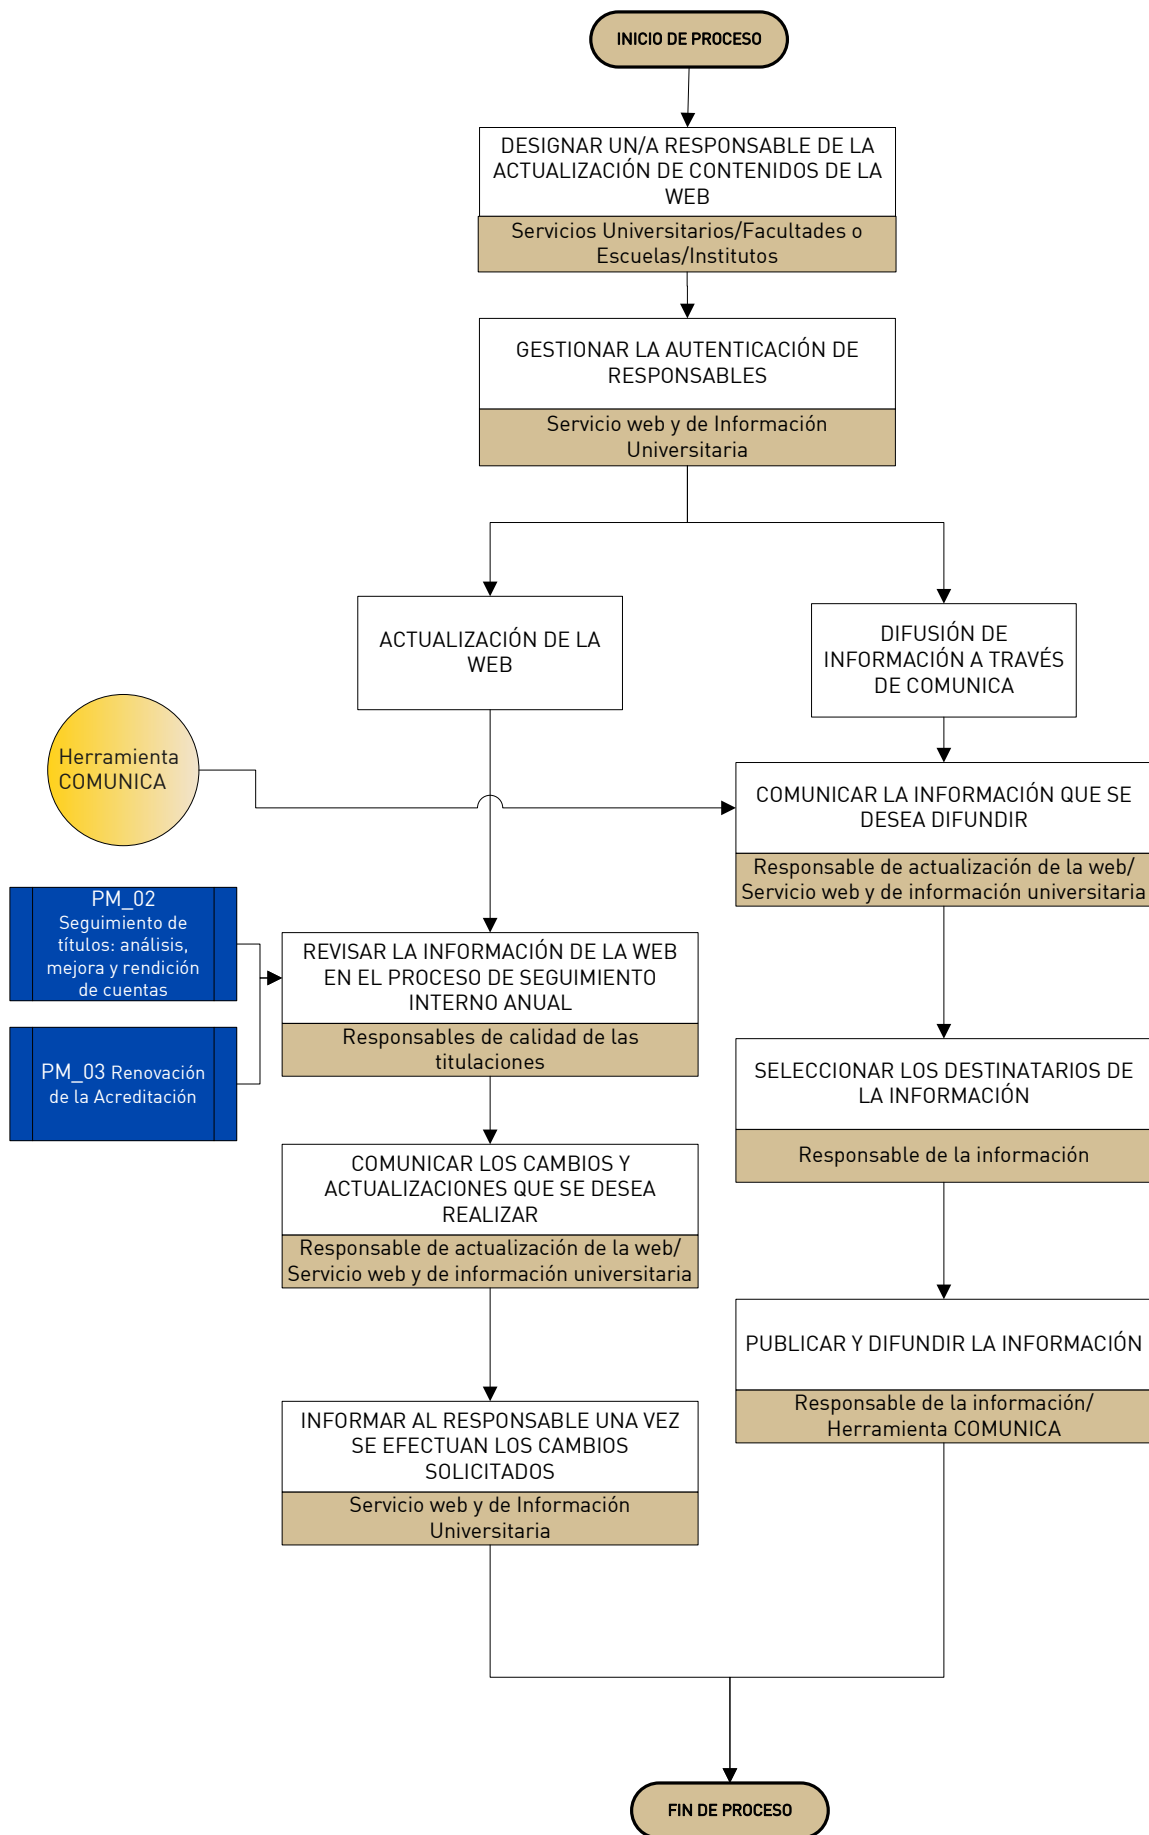 INICIO DE PROCESO
DESIGNAR UN/A RESPONSABLE DE LA
ACTUALIZACIÓN DE CONTENIDOS DE LA
WEB
Servicios Universitarios/Facultades o
Escuelas/Institutos
GESTIONAR LA AUTENTICACIÓN DE
RESPONSABLES
Servicio web y de Información
Universitaria
ACTUALIZACIÓN DE LA
WEB
DIFUSIÓN DE
INFORMACIÓN A TRAVÉS
DE COMUNICA
Herramienta
COMUNICA
COMUNICAR LA INFORMACIÓN QUE SE
DESEA DIFUNDIR
Responsable de actualización de la web/
Servicio web y de información universitaria
PM_02
Seguimiento de
títulos: análisis,
mejora y rendición
de cuentas
PM_03 Renovación
de la Acreditación
REVISAR LA INFORMACIÓN DE LA WEB
EN EL PROCESO DE SEGUIMIENTO
INTERNO ANUAL
Responsables de calidad de las
titulaciones
SELECCIONAR LOS DESTINATARIOS DE
LA INFORMACIÓN
Responsable de la información
COMUNICAR LOS CAMBIOS Y
ACTUALIZACIONES QUE SE DESEA
REALIZAR
Responsable de actualización de la web/
Servicio web y de información universitaria
PUBLICAR Y DIFUNDIR LA INFORMACIÓN
Responsable de la información/
Herramienta COMUNICA
INFORMAR AL RESPONSABLE UNA VEZ
SE EFECTUAN LOS CAMBIOS
SOLICITADOS
Servicio web y de Información
Universitaria
FIN DE PROCESO